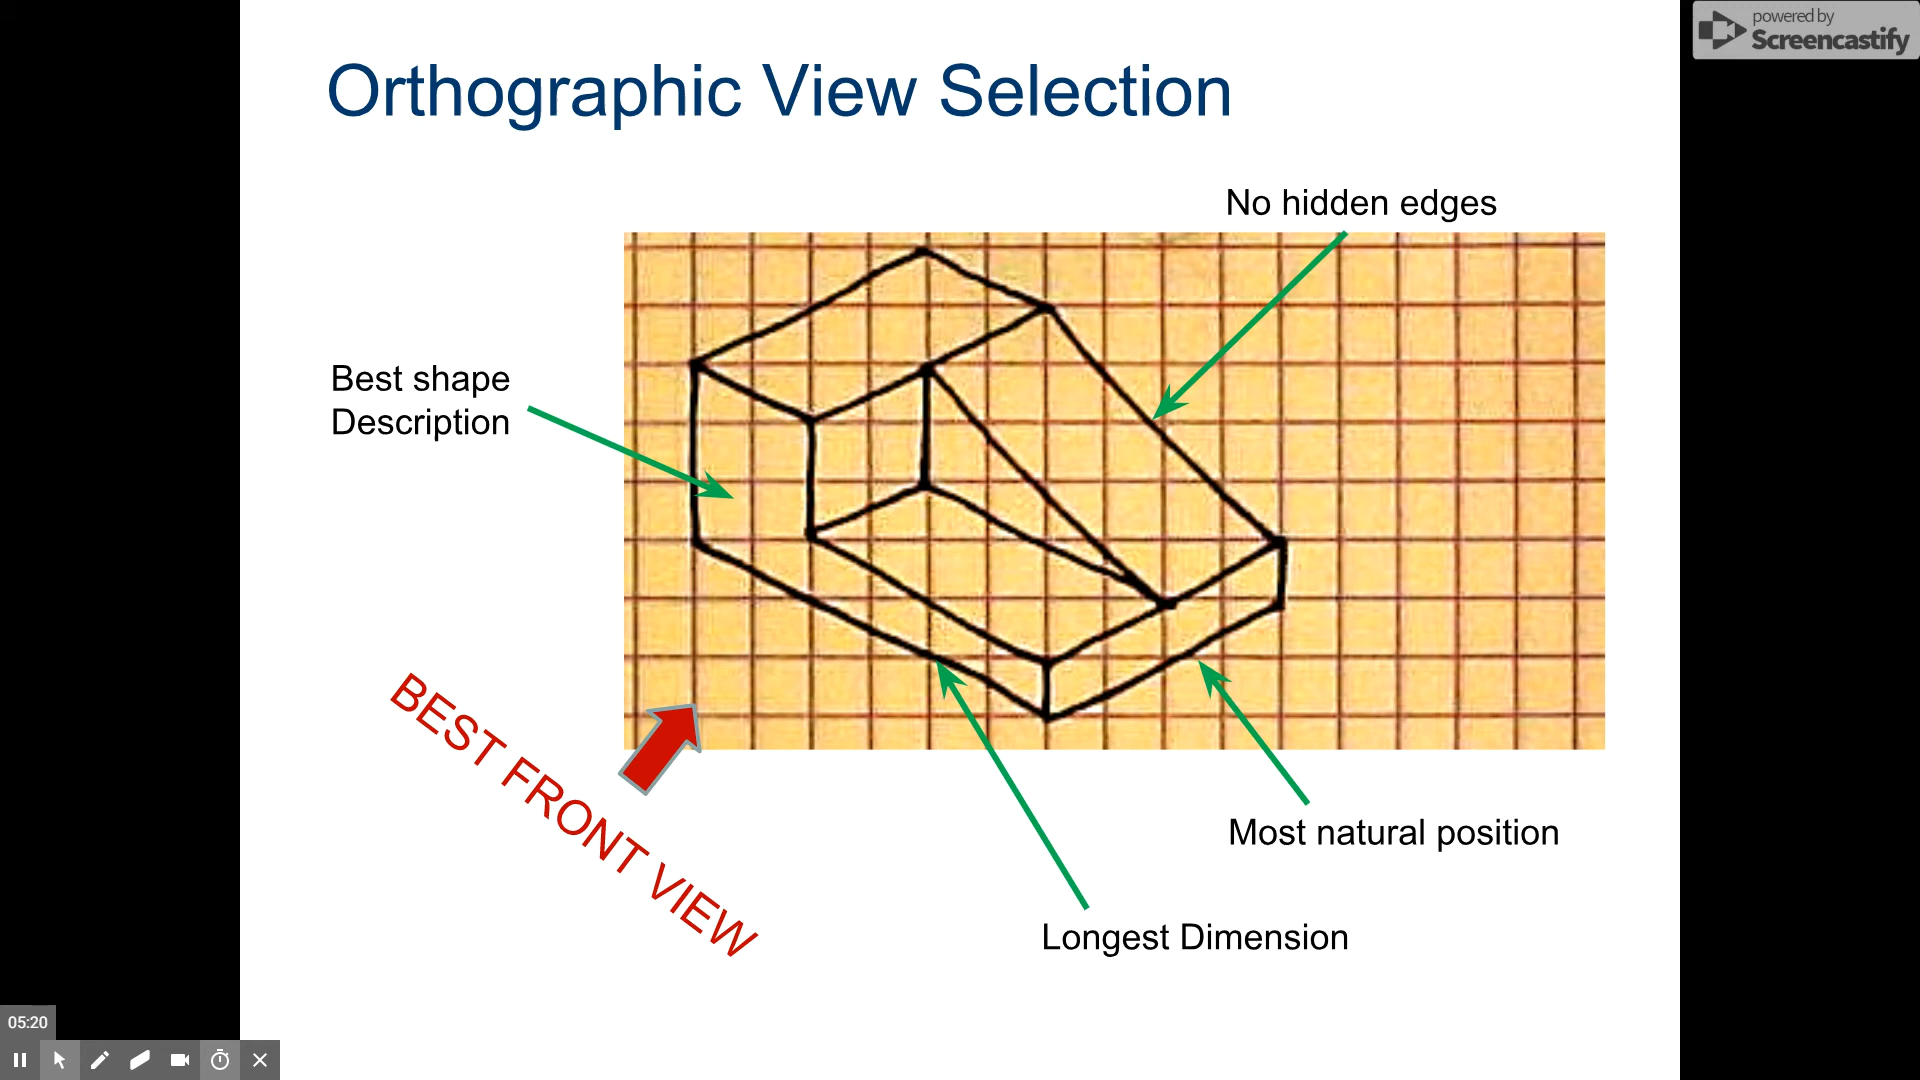 powered by
Screencastify
Orthographic View Selection
No hidden edges
Best shape
Description
BEST FRONT VIEW
Most natural position
Longest Dimension
05:20